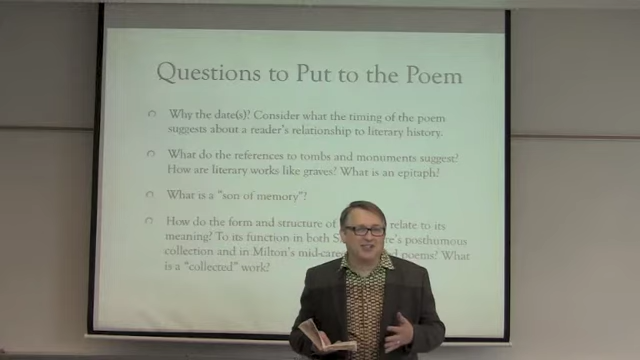 Questions to Put to the Poem
Why the date(s)? Consider what the timing of the poem
suggests about a reader's relationship to literary history.
What do the references to tombs and monuments suggest?
How are literary works like graves? What is an epitaph?
What is a "son of memory"?
How do the form and structure of relate to its
meaning? To its function in both posthumous
collection and in Milton's poems? What
is a "collected" work?